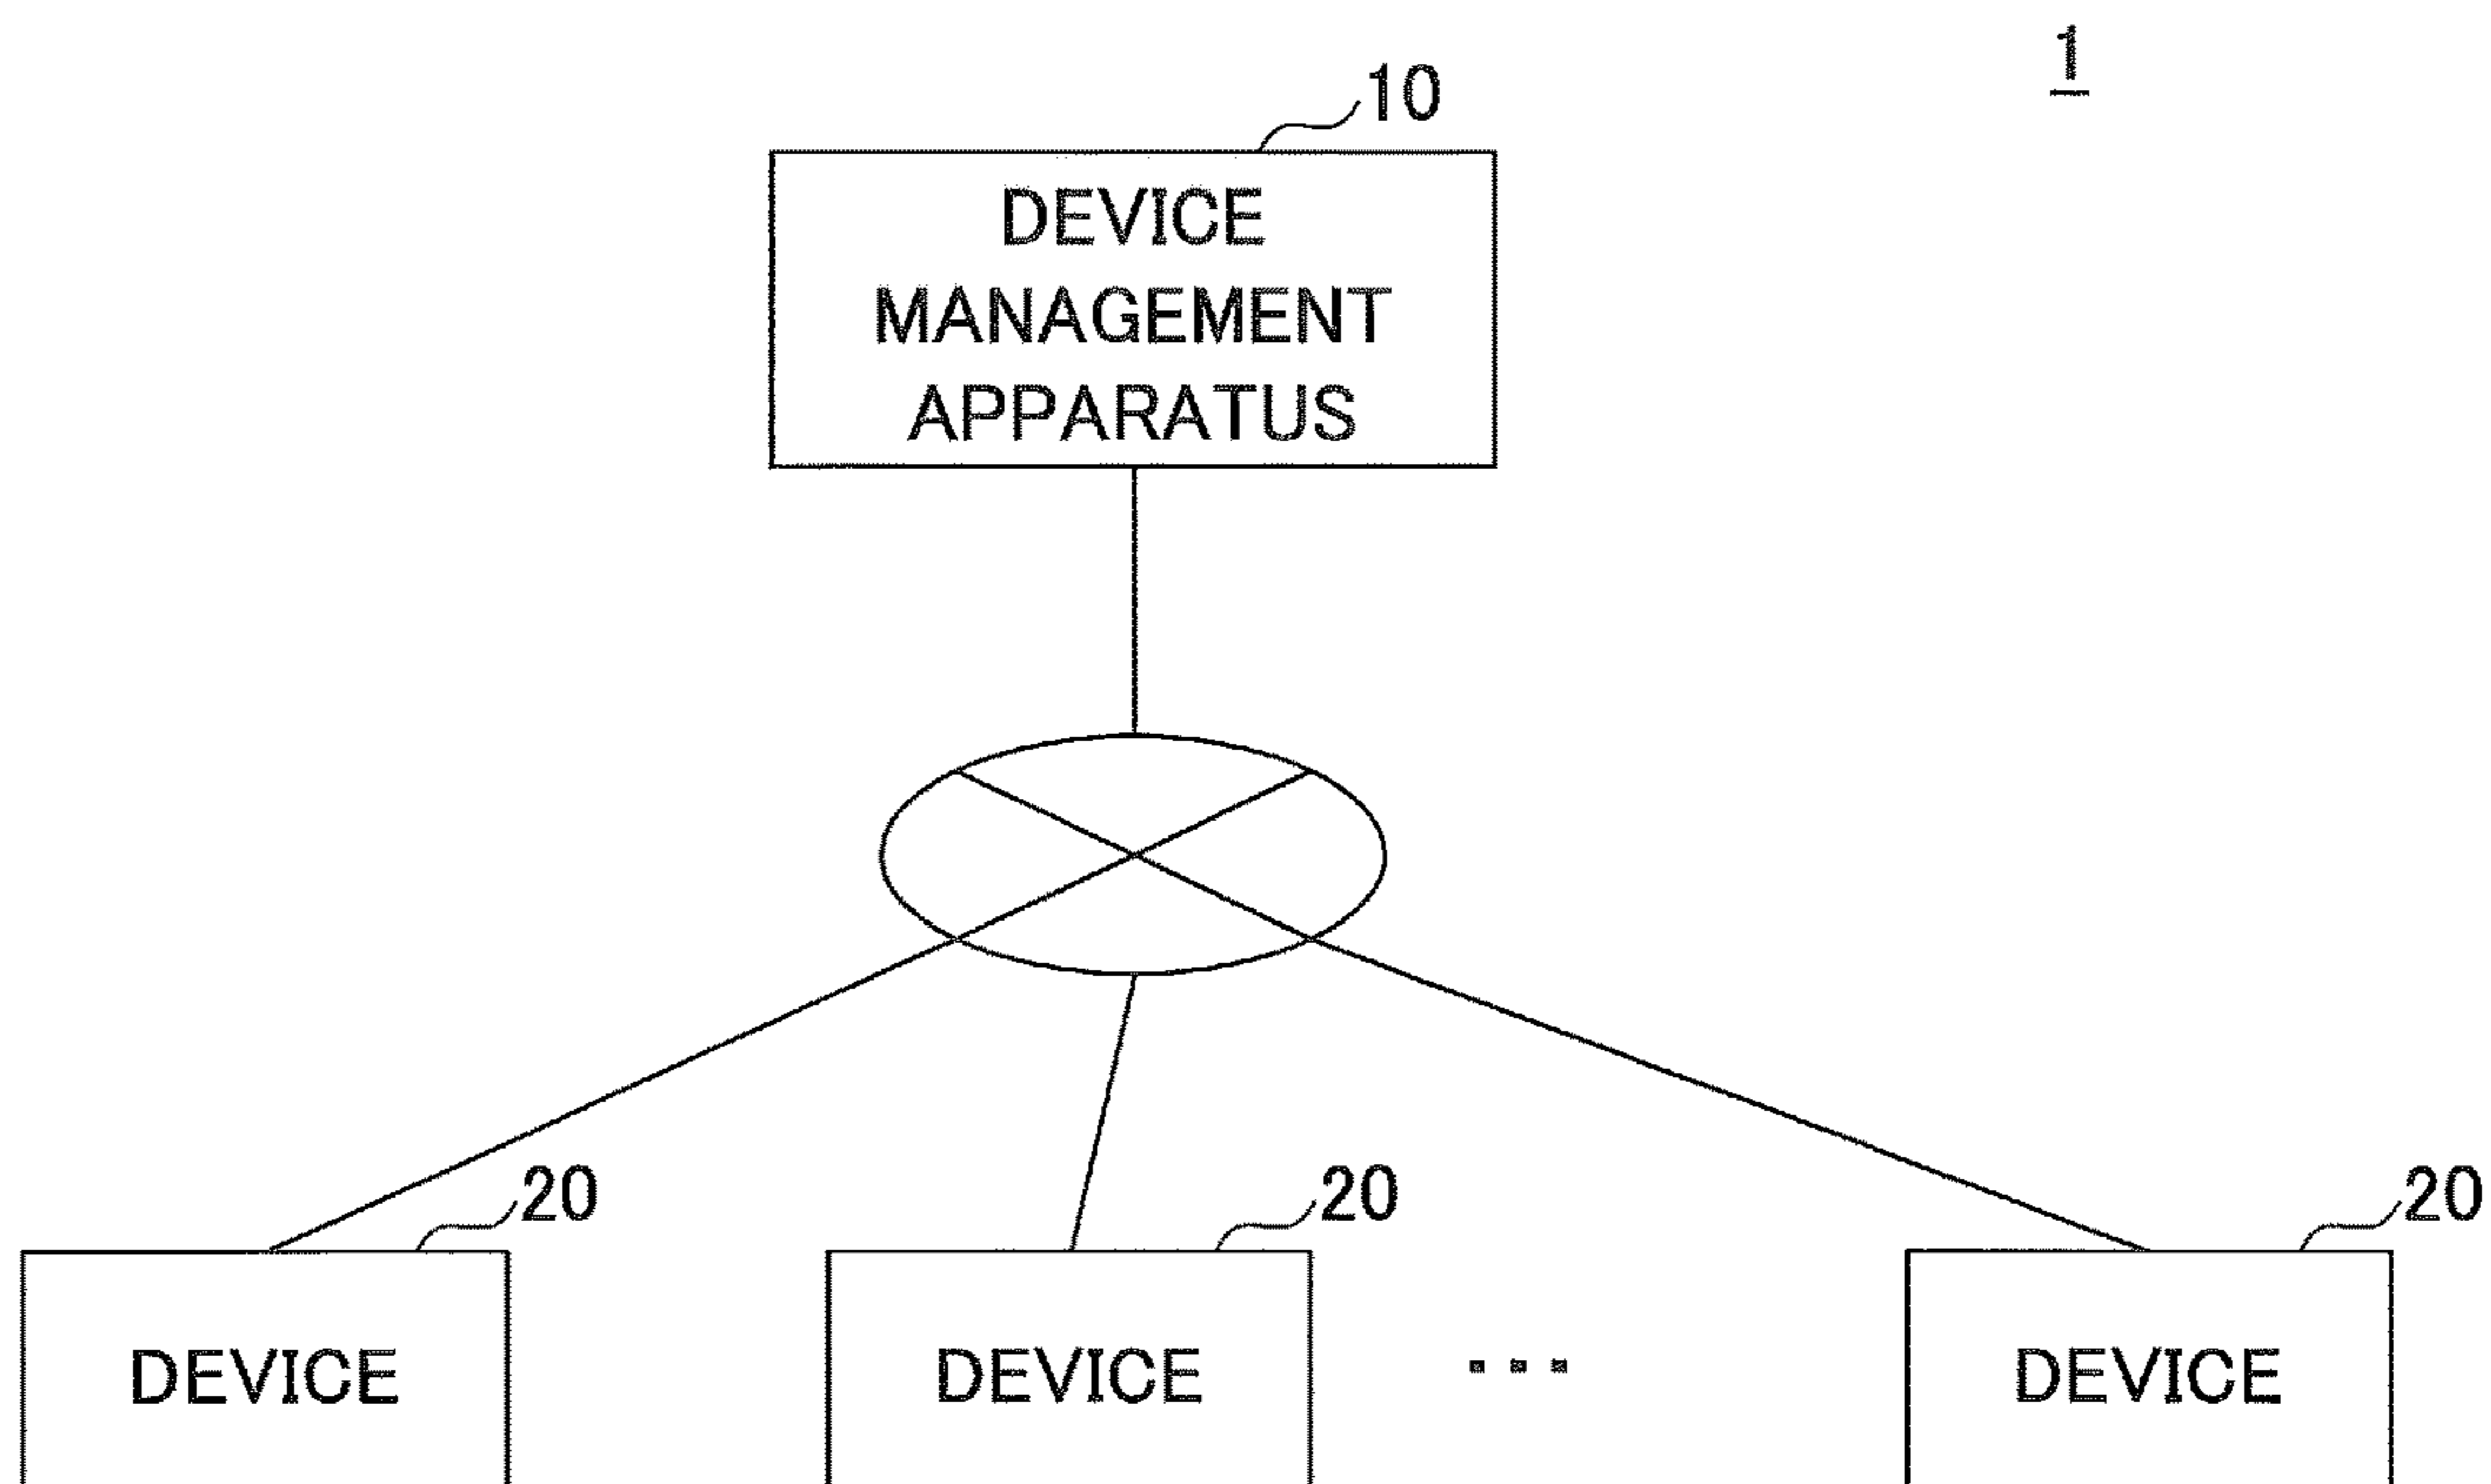 1
10
DEVICE
MANAGEMENT
APPARATUS
20
20
20
DEVICE
DEVICE
...
DEVICE